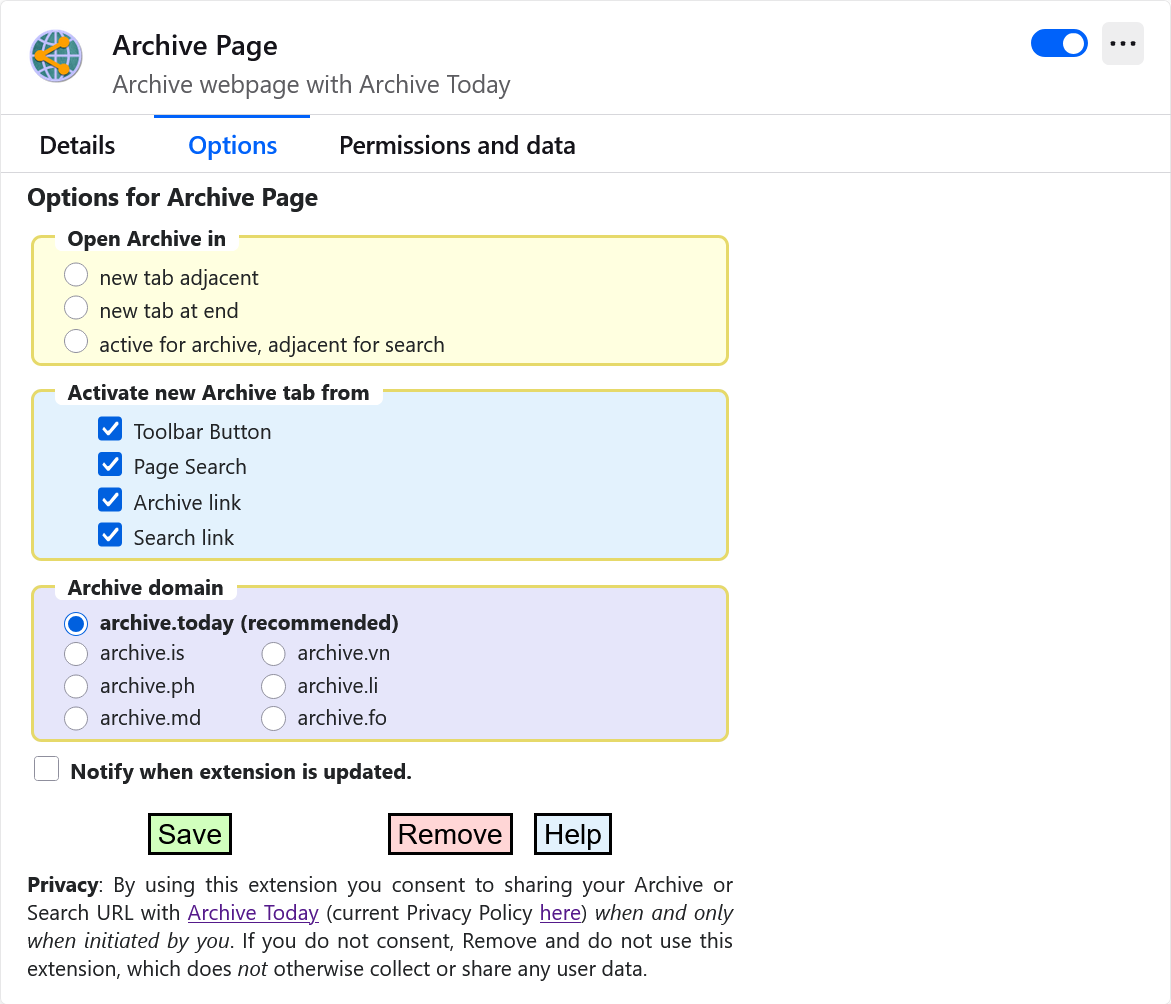 Archive Page
Archive webpage with Archive Today
Details Options Permissions and data
Options for Archive Page
Open Archive in
new tab adjacent
new tab at end
active for archive, adjacent for search
Activate new Archive tab from
Toolbar Button
Page Search
Archive link
Search link
Archive domain
archive.today (recommended)
archive.is archive.vn
archive.ph archive.li
archive.md archive.fo
Notify when extension is updated.
Save Remove Help
Privacy: By using this extension you consent to sharing your Archive or
Search URL with Archive Today (current Privacy Policy here) when and only
when initiated by you. If you do not consent, Remove and do not use this
extension, which does not otherwise collect or share any user data.